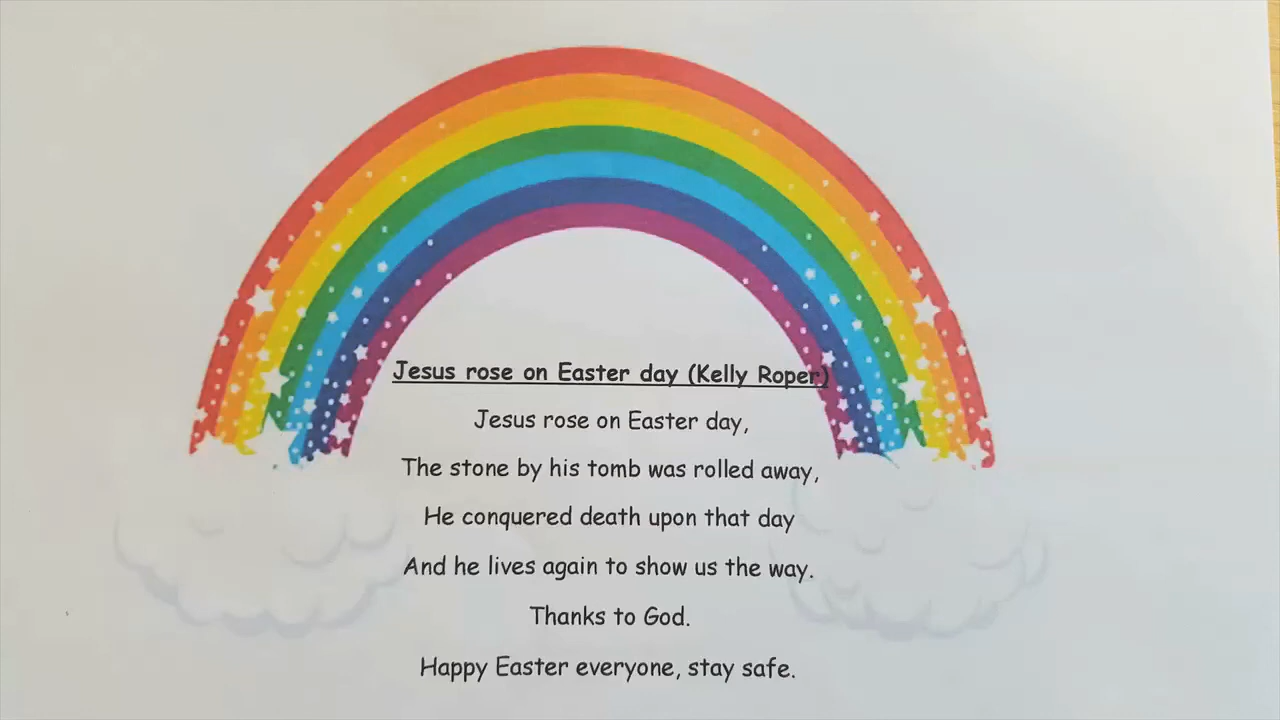 Jesus rose on Easter day (Kelly Roper)
Jesus rose on Easter day,
The stone by his tomb was rolled away,
He conquered death upon that day
And he lives again to show us the way.
Thanks to God.
Happy Easter everyone, stay safe.